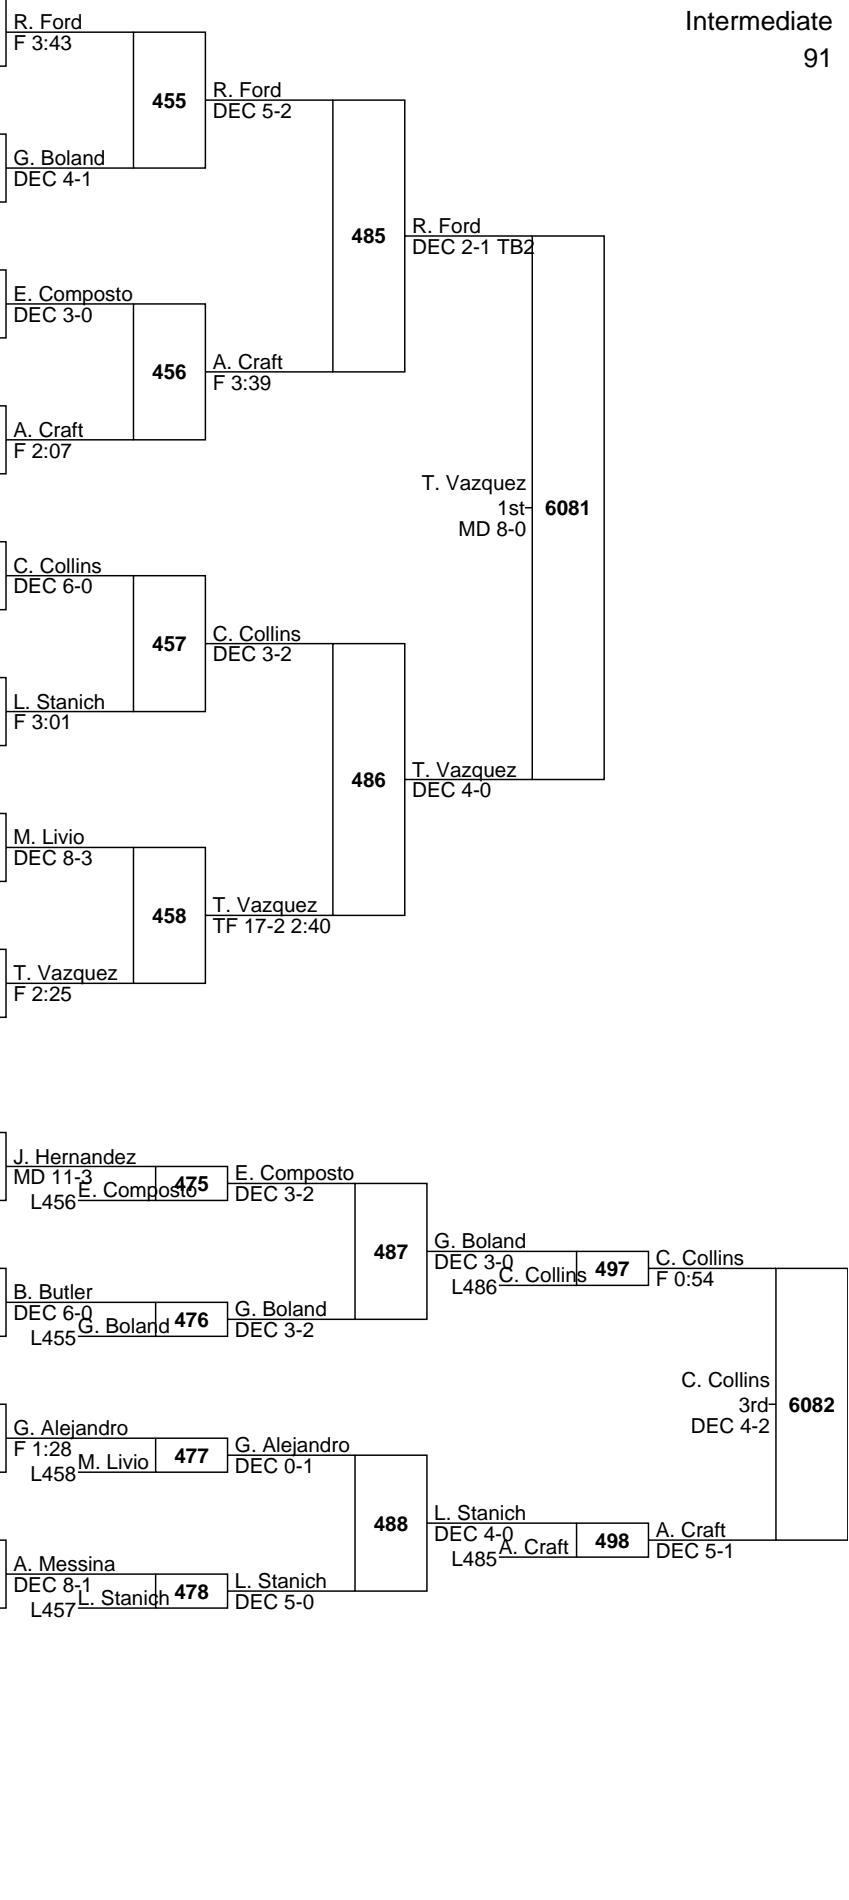 Intermediate
91
R. Ford
F 3:43
455
R. Ford
DEC 5-2
G. Boland
DEC 4-1
485
R. Ford
DEC 2-1 TB2
E. Composto
DEC 3-0
456
A. Craft
F 3:39
A. Craft
F 2:07
T. Vazquez
1st
MD 8-0
6081
C. Collins
DEC 6-0
457
C. Collins
DEC 3-2
L. Stanich
F 3:01
486
T. Vazquez
DEC 4-0
M. Livio
DEC 8-3
458
T. Vazquez
TF 17-2 2:40
T. Vazquez
F 2:25
J. Hernandez
MD 11-3
L456 E. Composto
475
E. Composto
DEC 3-2
487
G. Boland
DEC 3-0
L486 C. Collins
497
C. Collins
F 0:54
B. Butler
DEC 6-0
L455 G. Boland
476
G. Boland
DEC 3-2
C. Collins
3rd
DEC 4-2
6082
G. Alejandro
F 1:28
L458 M. Livio
477
G. Alejandro
DEC 0-1
488
L. Stanich
DEC 4-0
L485 A. Craft
498
A. Craft
DEC 5-1
A. Messina
DEC 8-1
L457 L. Stanich
478
L. Stanich
DEC 5-0